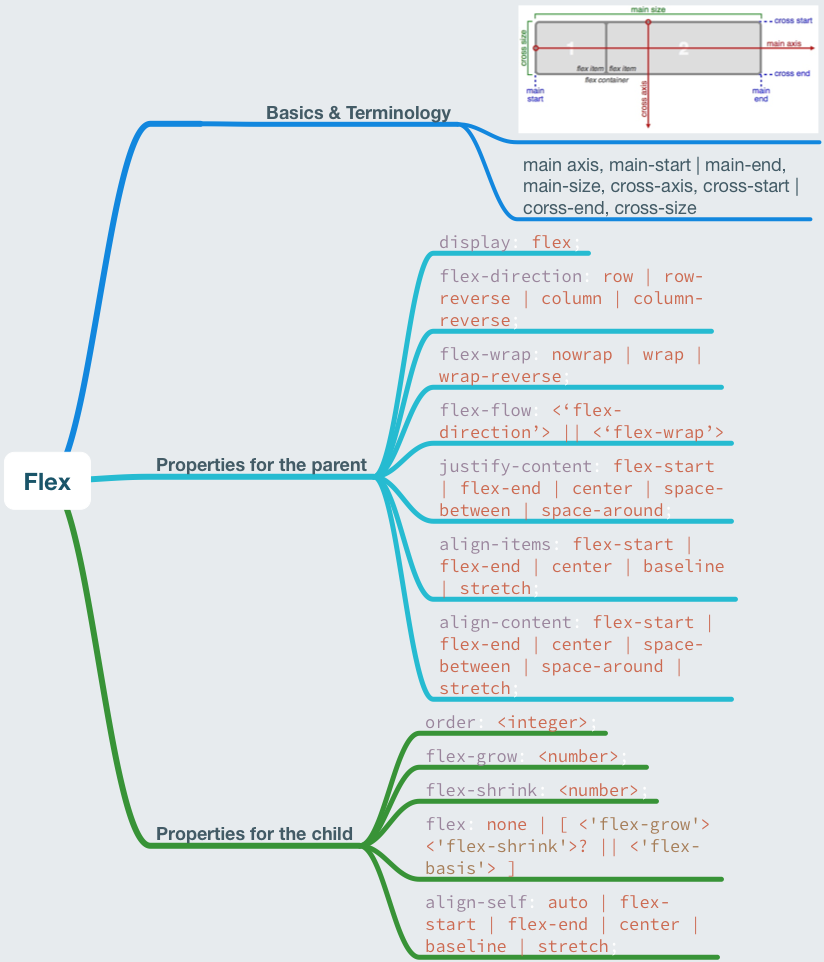 main size
cross start
cross size
1
2
main axis
flex item
flex item
cross end
flex container
main
start
cross axis
main
end
Basics & Terminology
main axis, main-start | main-end,
main-size, cross-axis, cross-start |
corss-end, cross-size
display: flex;
flex-direction: row | row-
reverse | column | column-
reverse;
flex-wrap: nowrap | wrap |
wrap-reverse;
flex-flow: <‘flex-
direction’> || <‘flex-wrap’>
Flex
Properties for the parent
justify-content: flex-start
| flex-end | center | space-
between | space-around;
align-items: flex-start |
flex-end | center | baseline
| stretch;
align-content: flex-start |
flex-end | center | space-
between | space-around |
stretch;
order: <integer>;
flex-grow: <number>;
flex-shrink: <number>;
Properties for the child
flex: none | [ <'flex-grow'>
<'flex-shrink'>? || <'flex-
basis'> ]
align-self: auto | flex-
start | flex-end | center |
baseline | stretch;